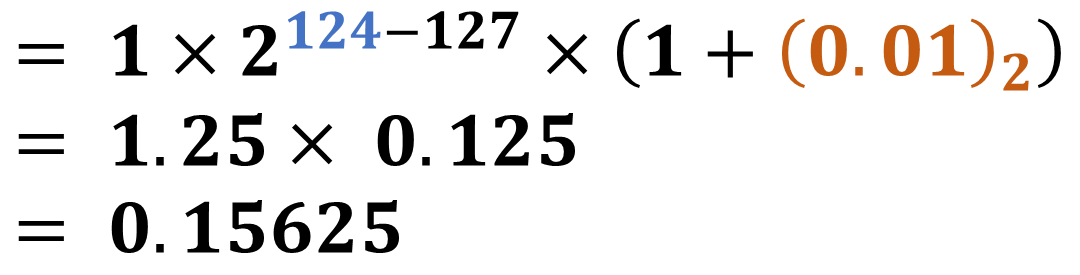 = 1 × 2^{124−127} × (1 + (0.01)₂)
= 1.25 × 0.125
= 0.15625